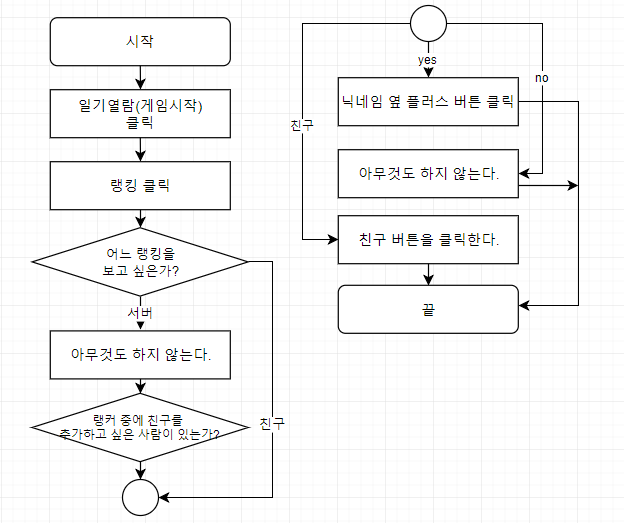 시작
일기열람(게임시작)
클릭
랭킹 클릭
어느 랭킹을
보고 싶은가?
서버
아무것도 하지 않는다.
랭커 중에 친구를
추가하고 싶은 사람이 있는가?
친구
yes
no
닉네임 옆 플러스 버튼 클릭
친구
아무것도 하지 않는다.
친구 버튼을 클릭한다.
끝